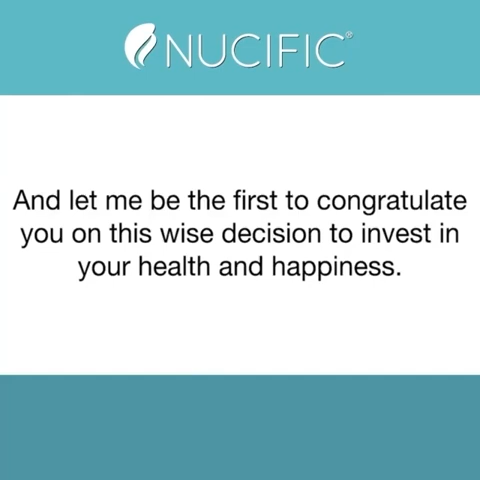 NUCIFIC®
And let me be the first to congratulate
you on this wise decision to invest in
your health and happiness.